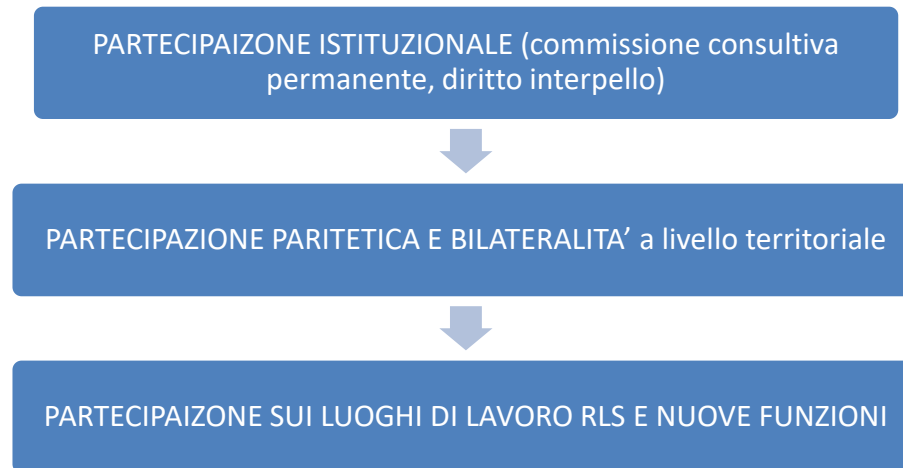 PARTECIPAIZONE ISTITUZIONALE (commissione consultiva
permanente, diritto interpello)
PARTECIPAZIONE PARITETICA E BILATERALITA’ a livello territoriale
PARTECIPAIZONE SUI LUOGHI DI LAVORO RLS E NUOVE FUNZIONI